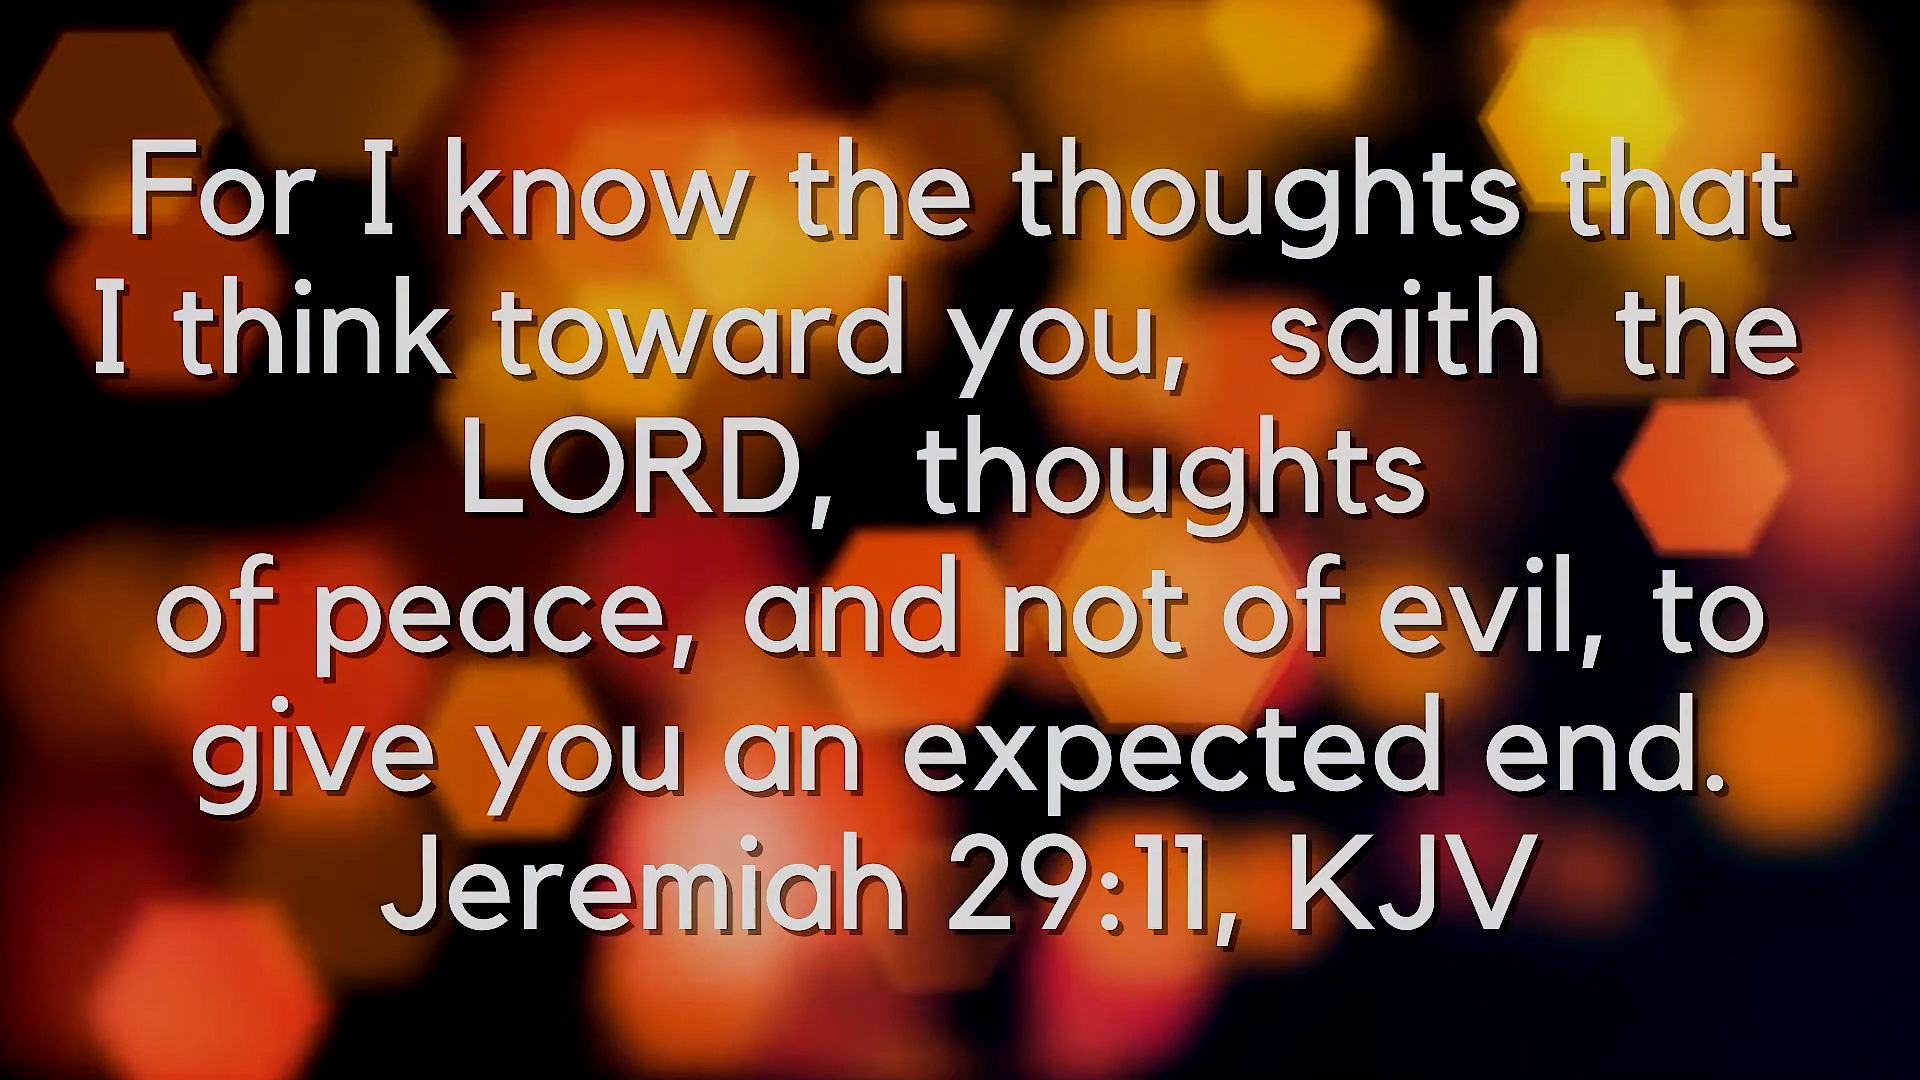 For I know the thoughts that
I think toward you, saith the
LORD, thoughts
of peace, and not of evil, to
give you an expected end.
Jeremiah 29:11, KJV